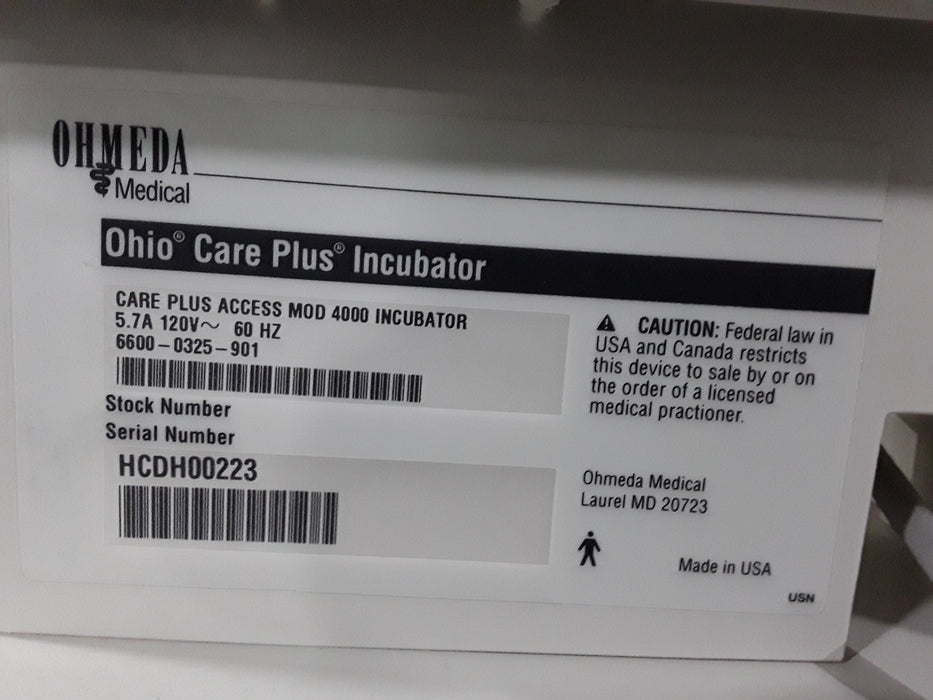 OHMEDA
Medical
Ohio® Care Plus® Incubator
CARE PLUS ACCESS MOD 4000 INCUBATOR
5.7A 120V∼ 60 HZ
6600-0325-901
Stock Number
Serial Number
HCDH00223
⚠ CAUTION: Federal law in
USA and Canada restricts
this device to sale by or on
the order of a licensed
medical practioner.
Ohmeda Medical
Laurel MD 20723
Made in USA
USN